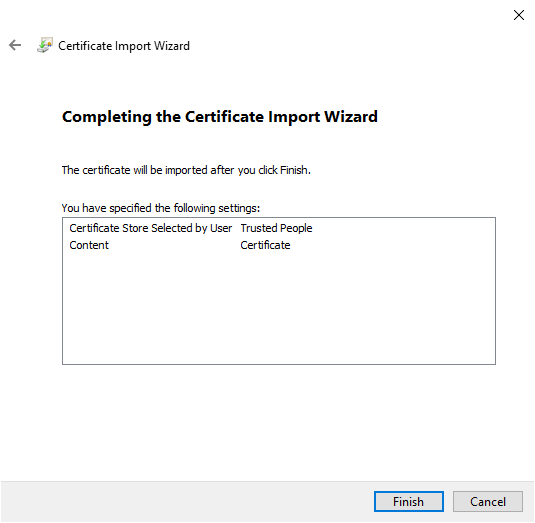 Certificate Import Wizard
Completing the Certificate Import Wizard
The certificate will be imported after you click Finish.
You have specified the following settings:
Certificate Store Selected by User Trusted People
Content Certificate
Finish Cancel